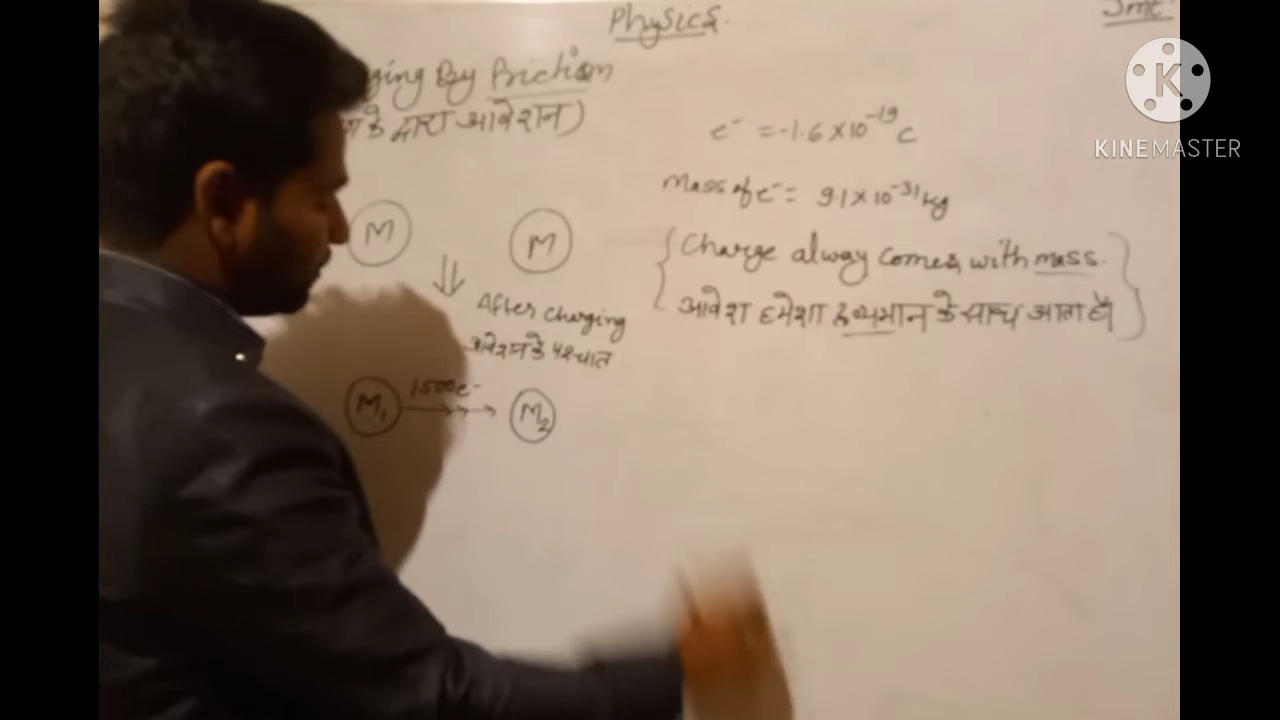 Physics.
ging By Friction
के द्वारा आवेशन)
e⁻ = -1.6 X 10⁻¹⁹ C
Mass of e⁻ = 9.1 X 10⁻³¹ kg
M
M
{ Charge alway comes with mass. }
आवेश हमेशा द्रव्यमान के साथ आता है
After charging
आवेशन के पश्चात
M₁
1500e⁻
M₂
K
KINEMASTER